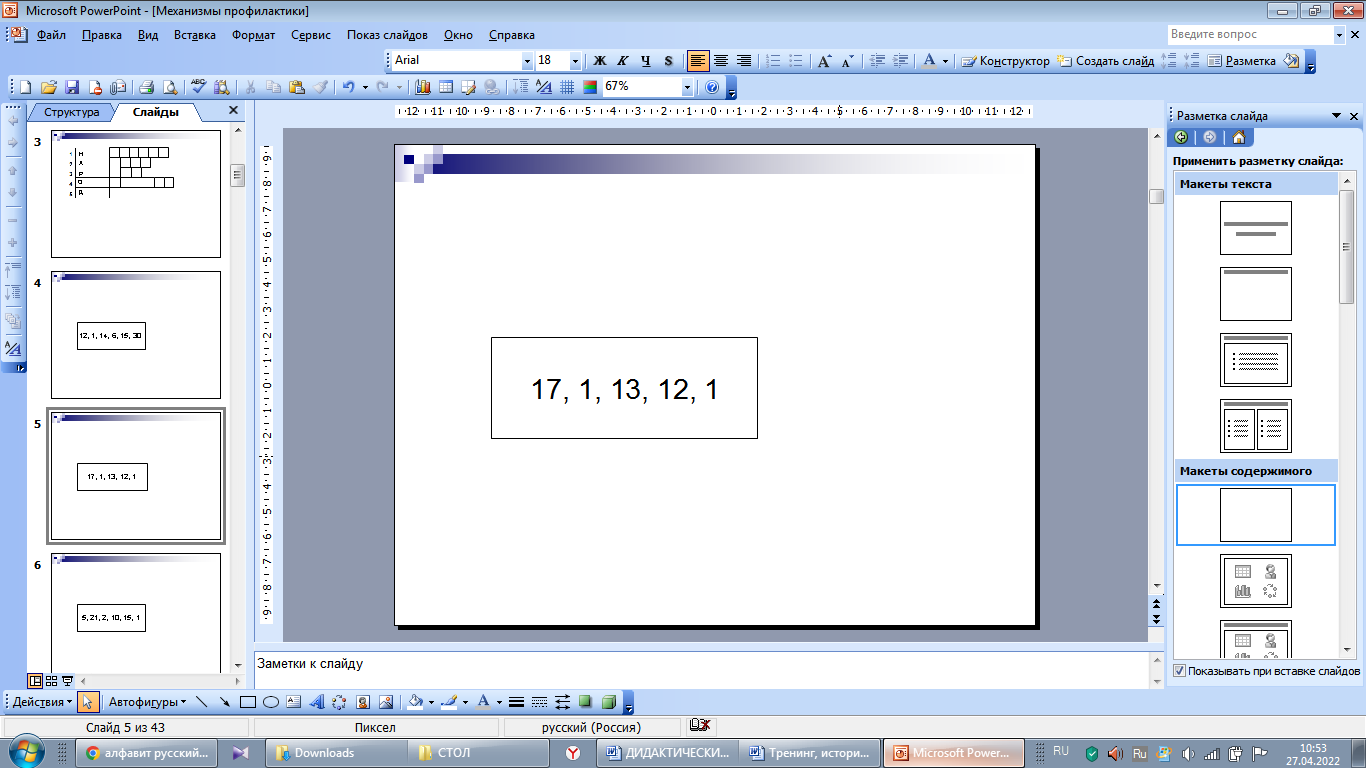 Microsoft PowerPoint - [Механизмы профилактики]
Файл Правка Вид Вставка Формат Сервис Показ слайдов Окно Справка Введите вопрос
Arial 18 Ж К Ч S Конструктор Создать слайд Разметка
67%
Структура Слайды
3
4
12, 1, 14, 6, 15, 30
5
17, 1, 13, 12, 1
6
5, 21, 2, 10, 15, 1
17, 1, 13, 12, 1
Заметки к слайду
Разметка слайда
Применить разметку слайда:
Макеты текста
Макеты содержимого
Показывать при вставке слайдов
Действия Автофигуры
Слайд 5 из 43 Пиксел русский (Россия)
алфавит русский... Downloads СТОЛ ДИДАКТИЧЕСКИ... Тренинг, истори... Microsoft Power... RU Ru 10:53
27.04.2022